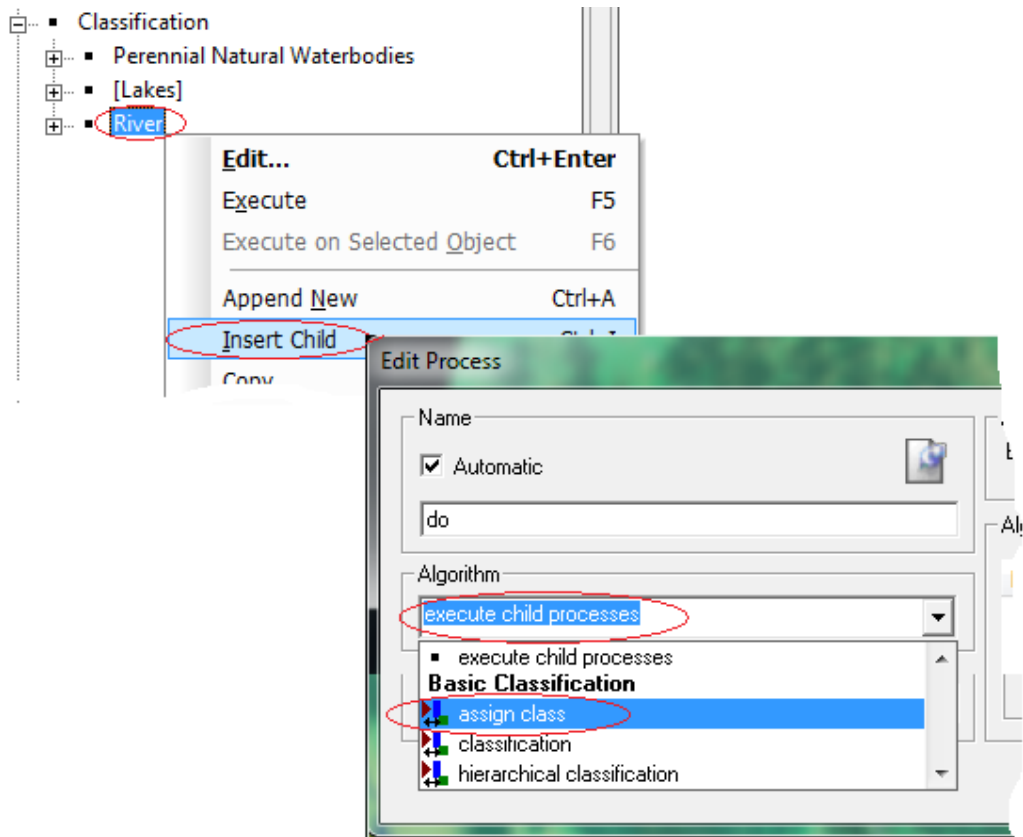 Classification
Perennial Natural Waterbodies
[Lakes]
River
Edit... Ctrl+Enter
Execute F5
Execute on Selected Object F6
Append New Ctrl+A
Insert Child
Copy
Edit Process
Name
Automatic
do
Algorithm
execute child processes
execute child processes
Basic Classification
assign class
classification
hierarchical classification